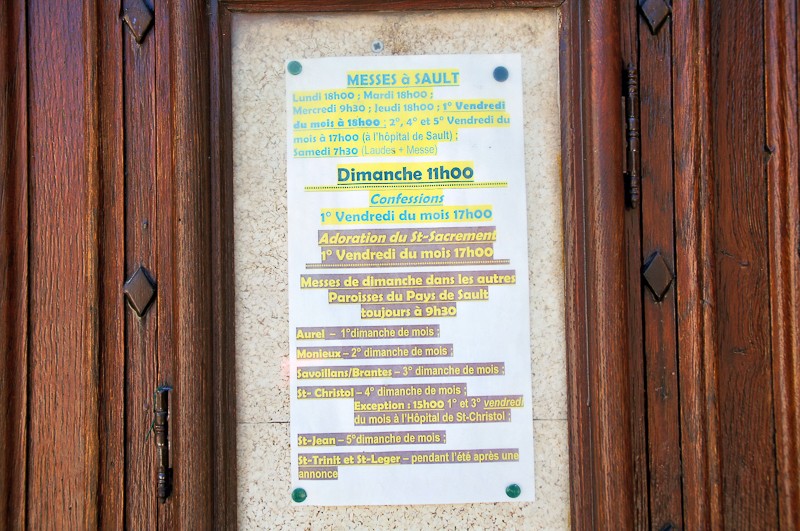 MESSES à SAULT
Lundi 18h00 ; Mardi 18h00 ;
Mercredi 9h30 ; Jeudi 18h00 ; 1° Vendredi
du mois à 18h00 ; 2°, 4° et 5° Vendredi du
mois à 17h00 (à l'hôpital de Sault) ;
Samedi 7h30 (Laudes + Messe)
Dimanche 11h00
Confessions
1° Vendredi du mois 17h00
Adoration du St-Sacrement
1° Vendredi du mois 17h00
Messes de dimanche dans les autres
Paroisses du Pays de Sault
toujours à 9h30
Aurel – 1°dimanche de mois ;
Monieux – 2° dimanche de mois ;
Savoillans/Brantes – 3° dimanche de mois ;
St- Christol – 4° dimanche de mois ;
Exception : 15h00 1° et 3° vendredi
du mois à l'Hôpital de St-Christol ;
St-Jean – 5°dimanche de mois ;
St-Trinit et St-Leger – pendant l'été après une
annonce